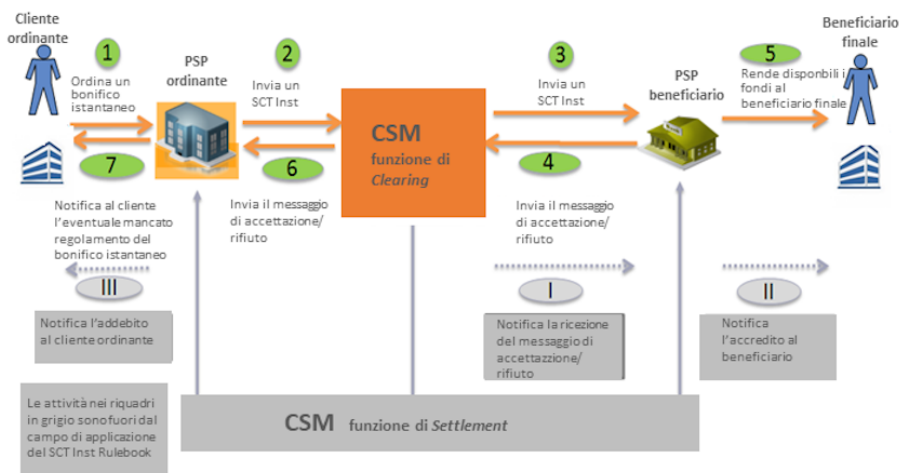 Cliente
ordinante
1
Ordina un
bonifico
istantaneo
PSP
ordinante
2
Invia un
SCT Inst
3
Invia un
SCT Inst
PSP
beneficiario
5
Rende disponbili i
fondi al
beneficiario finale
Beneficiario
finale
CSM
funzione di
Clearing
7
Notifica al cliente
l'eventuale mancato
regolamento del
bonifico istantaneo
6
Invia il messaggio
di accettazione/
rifiuto
4
Invia il messaggio
di accettazione/
rifiuto
III
Notifica l'addebito
al cliente ordinante
I
Notifica la ricezione
del messaggio di
accettazzione/
rifiuto
II
Notifica
l'accredito al
beneficiario
Le attività nei riquadri
in grigio sono fuori dal
campo di applicazione
del SCT Inst Rulebook
CSM funzione di Settlement